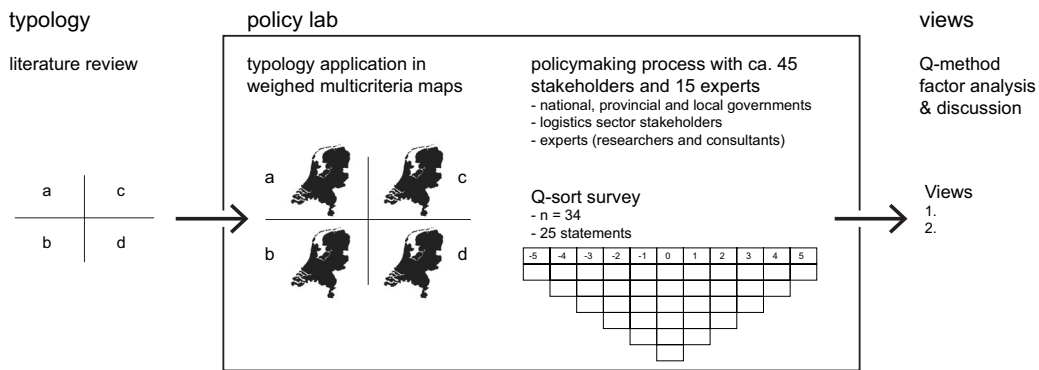 typology
literature review
a c
b d
policy lab
typology application in
weighed multicriteria maps
a c
b d
policymaking process with ca. 45
stakeholders and 15 experts
- national, provincial and local governments
- logistics sector stakeholders
- experts (researchers and consultants)
Q-sort survey
- n = 34
- 25 statements
-5 -4 -3 -2 -1 0 1 2 3 4 5
views
Q-method
factor analysis
& discussion
Views
1.
2.